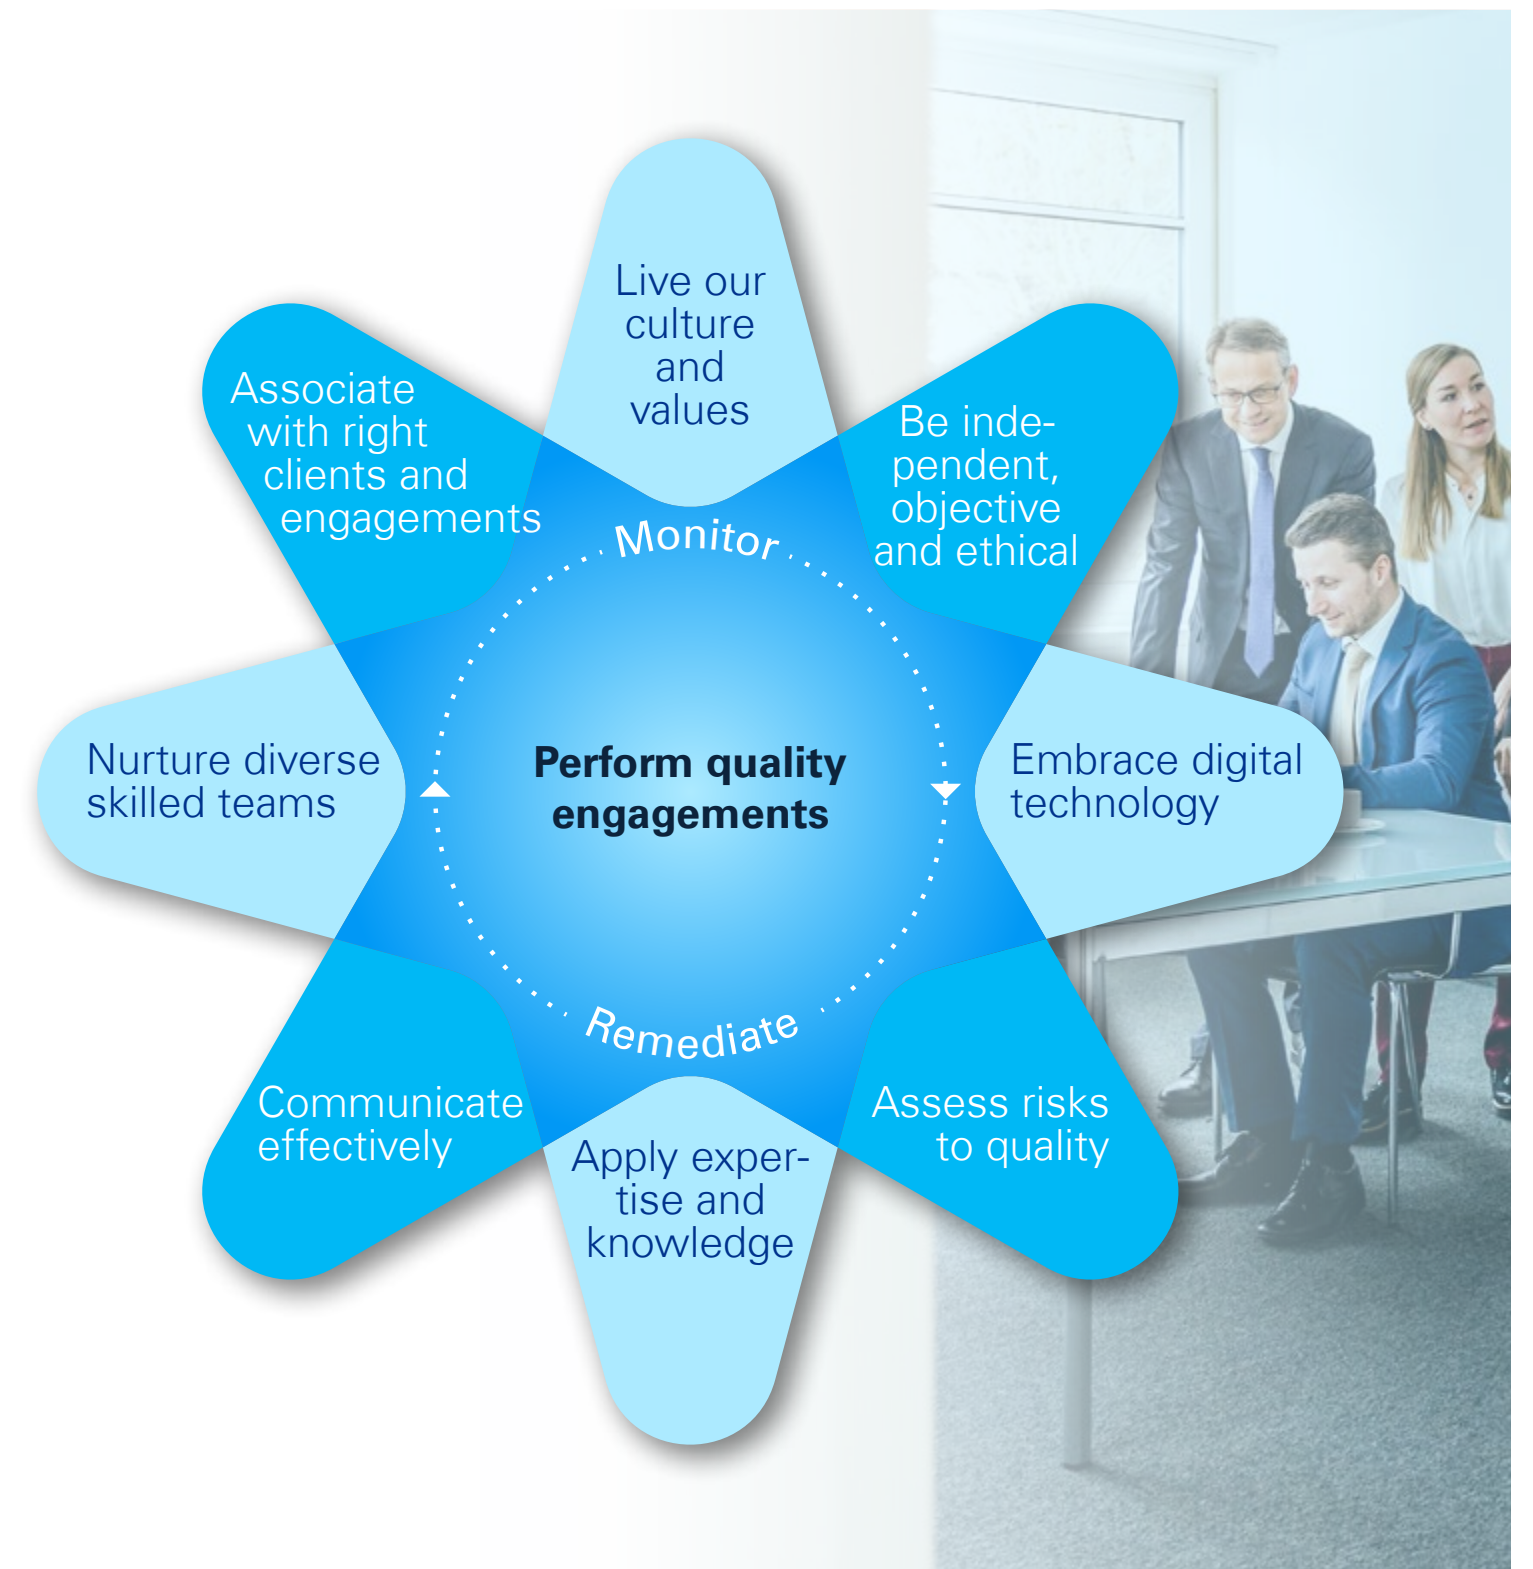 Live our
culture
and
values
Associate
with right
clients and
engagements
Be inde-
pendent,
objective
and ethical
Monitor
Nurture diverse
skilled teams
Perform quality
engagements
Embrace digital
technology
Remediate
Communicate
effectively
Apply exper-
tise and
knowledge
Assess risks
to quality